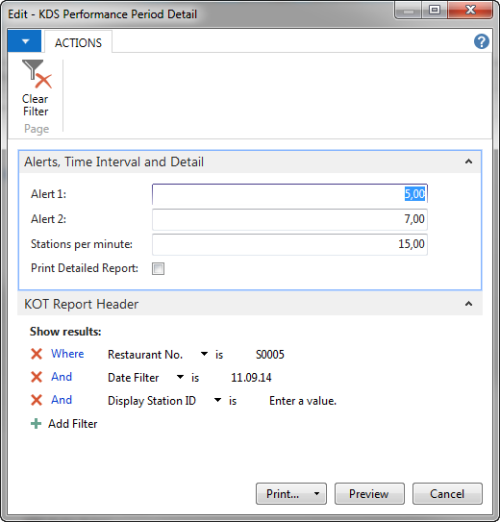 Edit - KDS Performance Period Detail
ACTIONS
Clear
Filter
Page
Alerts, Time Interval and Detail
Alert 1: 5,00
Alert 2: 7,00
Stations per minute: 15,00
Print Detailed Report:
KOT Report Header
Show results:
Where Restaurant No. is S0005
And Date Filter is 11.09.14
And Display Station ID is Enter a value.
Add Filter
Print... Preview Cancel